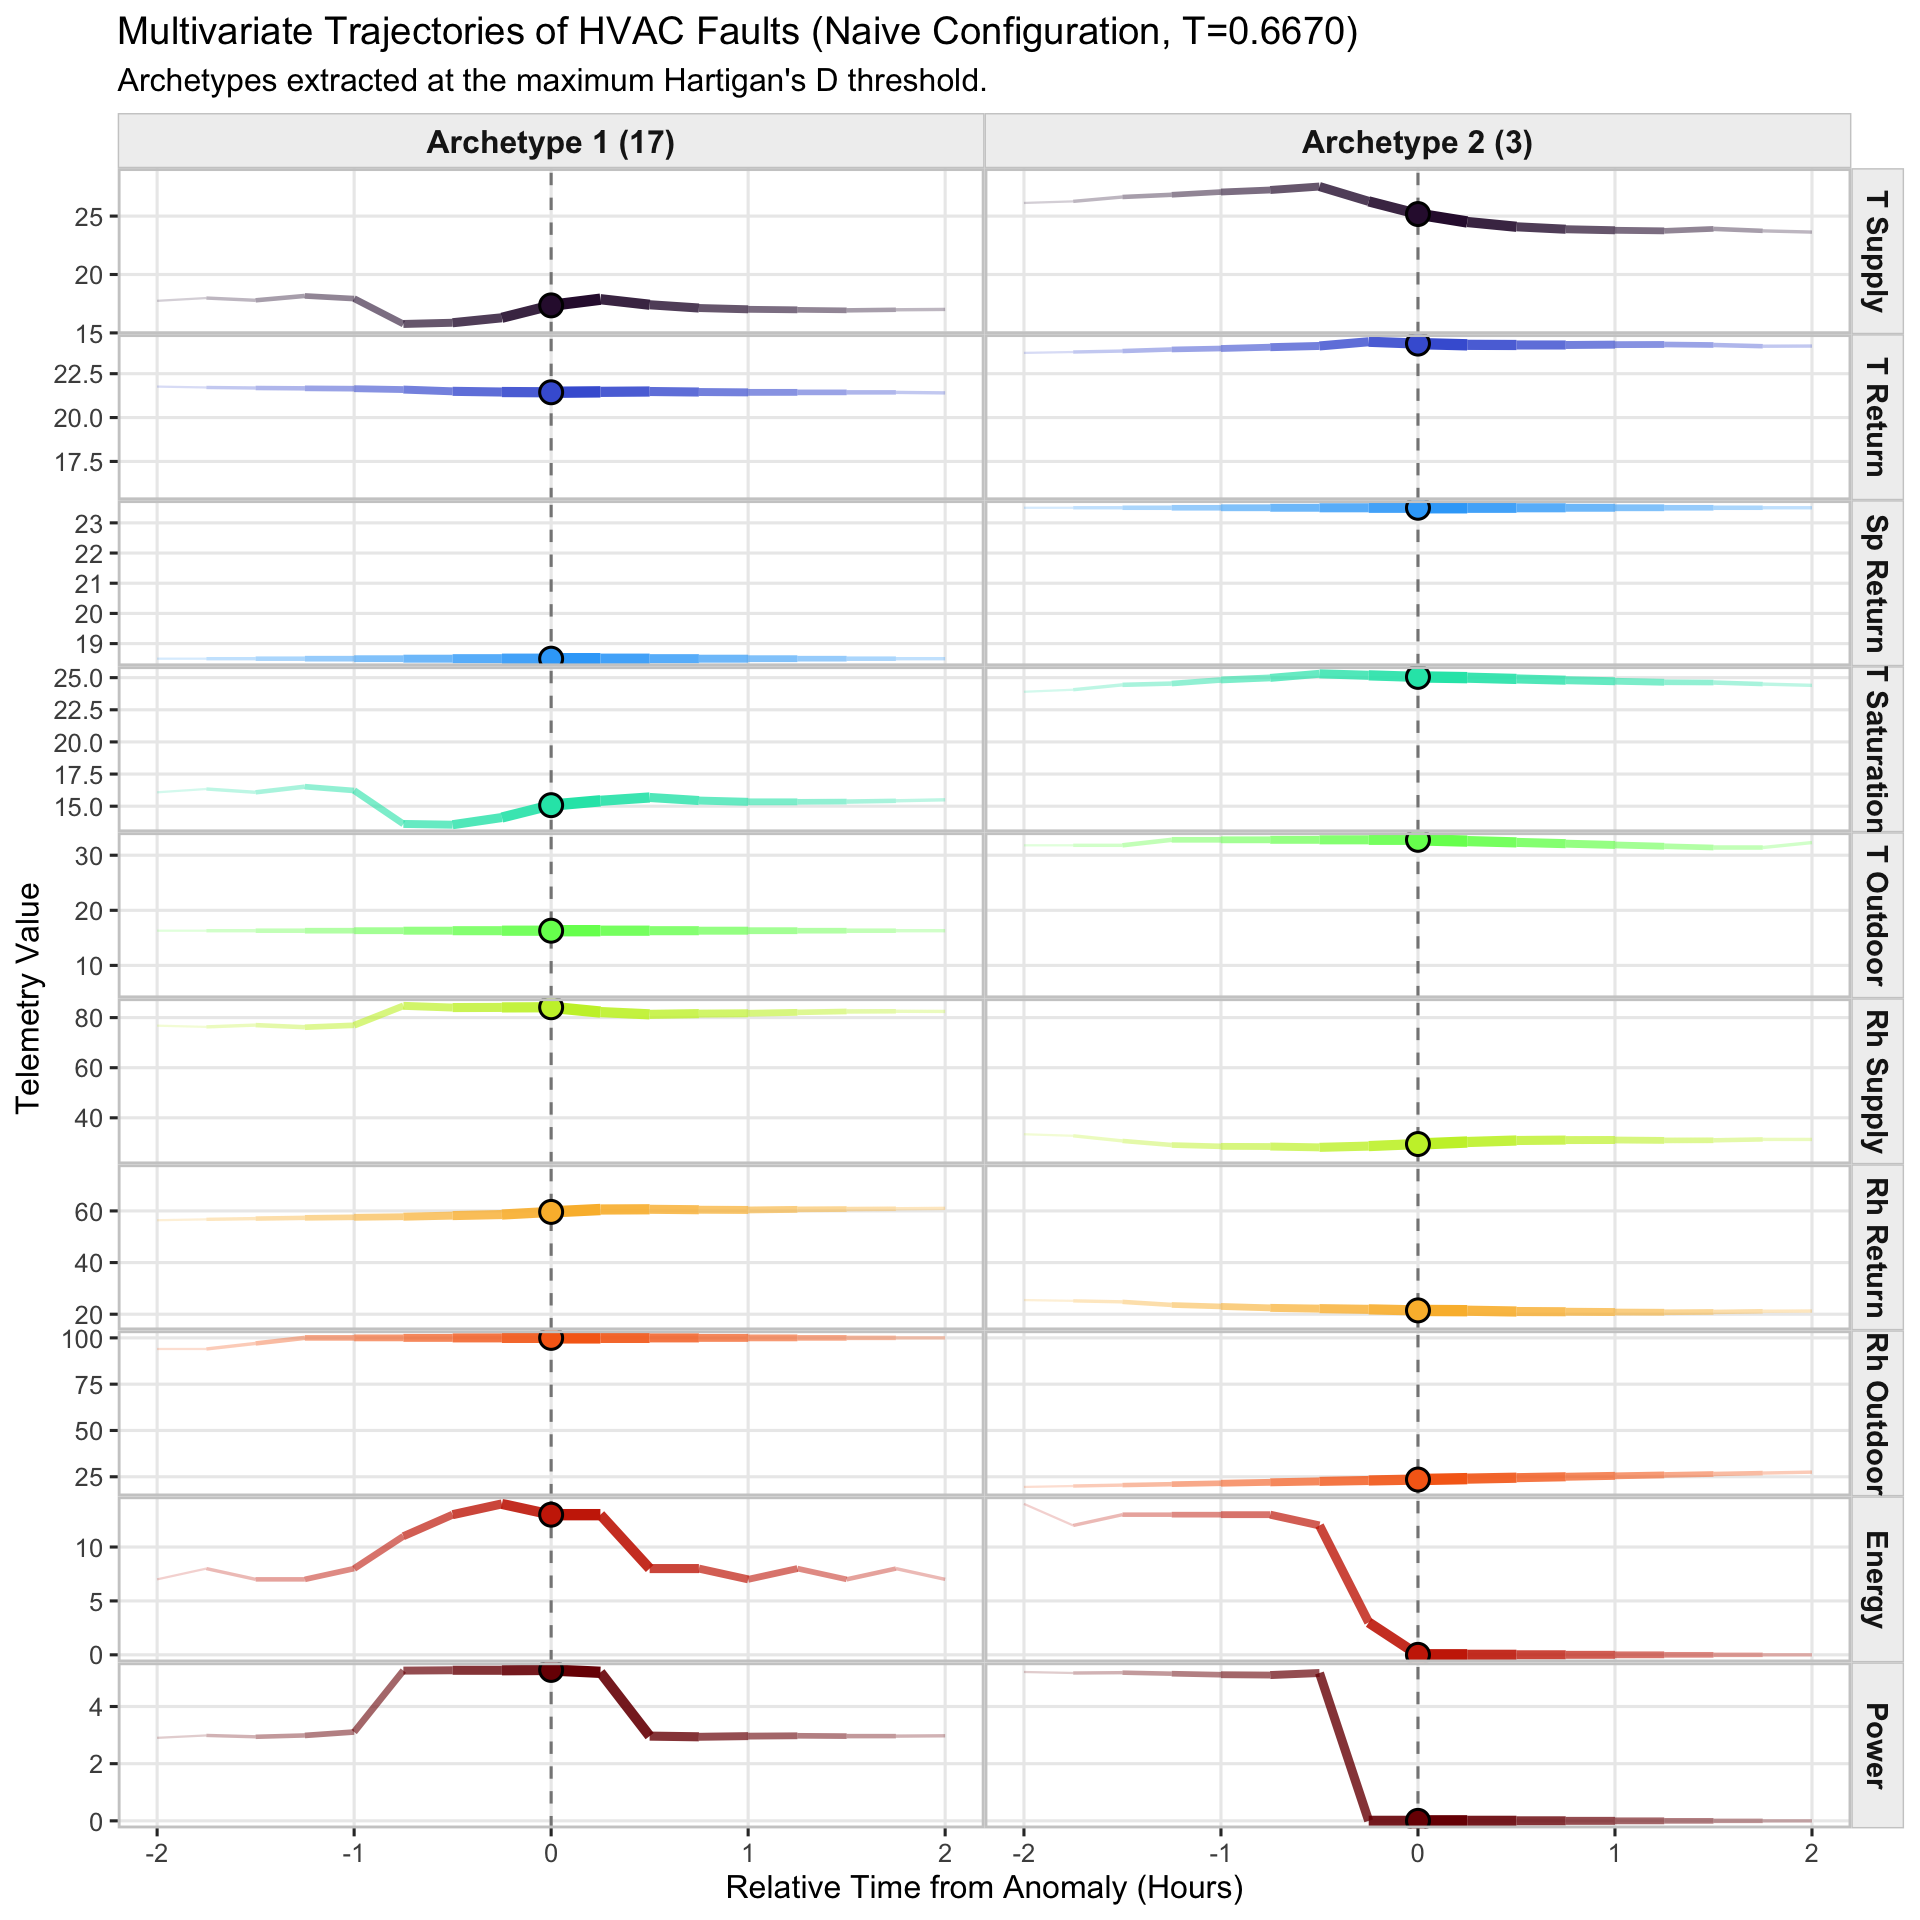 Multivariate Trajectories of HVAC Faults (Naive Configuration, T=0.6670)
Archetypes extracted at the maximum Hartigan's D threshold.
Archetype 1 (17)
Archetype 2 (3)
25
20
15
T Supply
22.5
20.0
17.5
T Return
23
22
21
20
19
Sp Return
25.0
22.5
20.0
17.5
15.0
T Saturation
30
20
10
T Outdoor
80
60
40
Rh Supply
60
40
20
Rh Return
100
75
50
25
Rh Outdoor
10
5
0
Energy
4
2
0
Power
Telemetry Value
-2 -1 0 1 2
-2 -1 0 1 2
Relative Time from Anomaly (Hours)